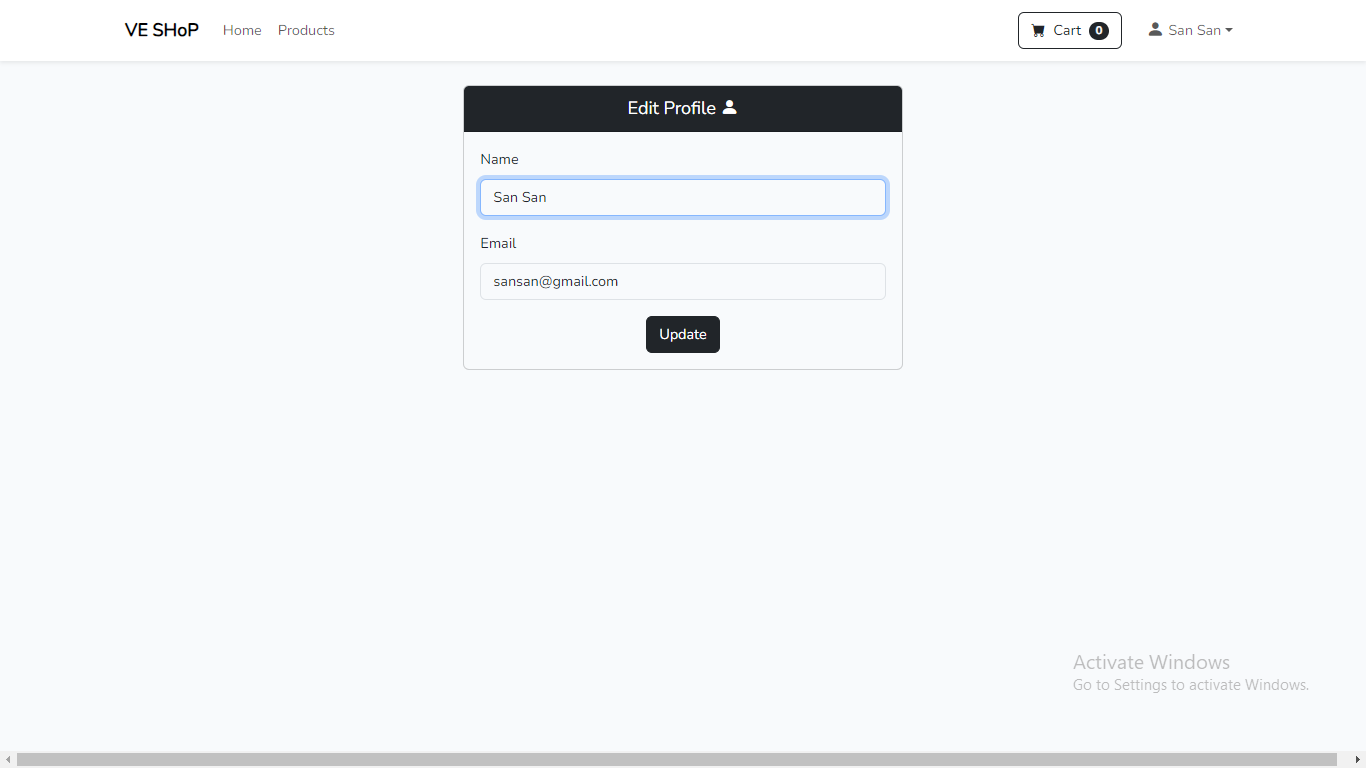 VE SHoP Home Products Cart 0 San San
Edit Profile
Name
San San
Email
sansan@gmail.com
Update
Activate Windows
Go to Settings to activate Windows.